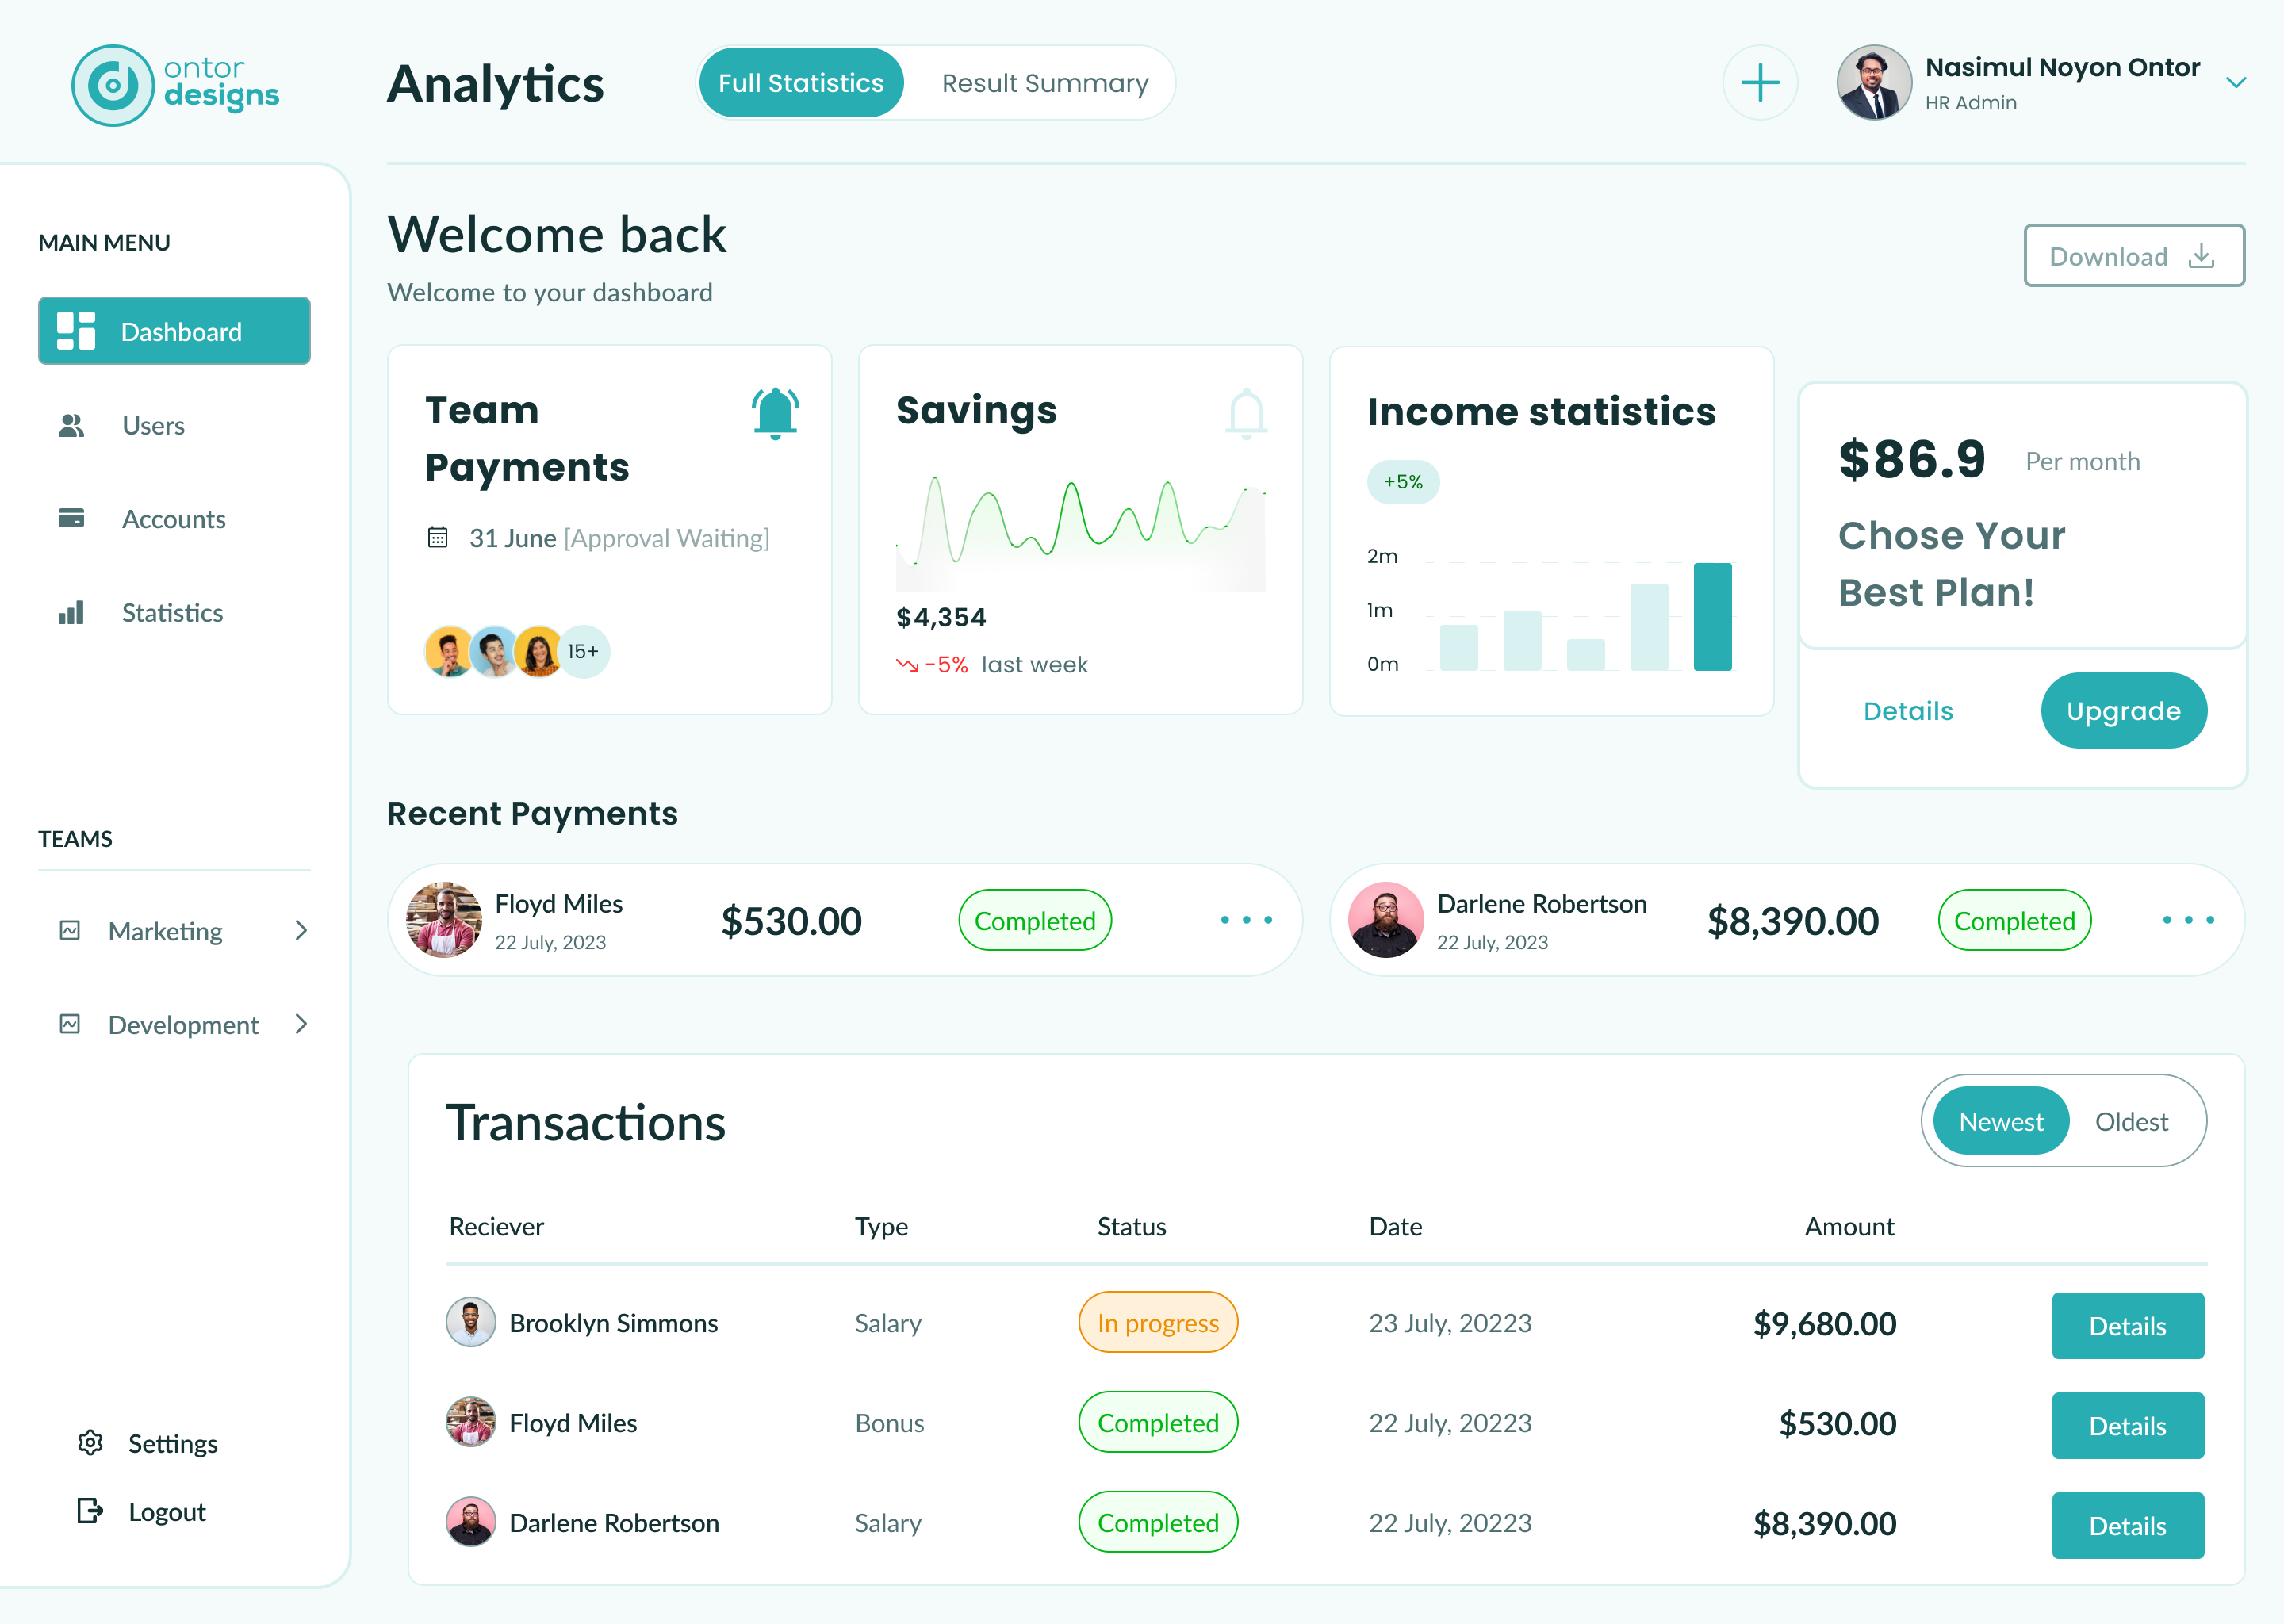 ontor
designs
Analytics
Full Statistics
Result Summary
Nasimul Noyon Ontor
HR Admin
MAIN MENU
Dashboard
Users
Accounts
Statistics
TEAMS
Marketing
Development
Settings
Logout
Welcome back
Welcome to your dashboard
Download
Team
Payments
31 June [Approval Waiting]
15+
Savings
$4,354
-5% last week
Income statistics
+5%
2m
1m
0m
$86.9 Per month
Chose Your
Best Plan!
Details
Upgrade
Recent Payments
Floyd Miles
22 July, 2023
$530.00
Completed
Darlene Robertson
22 July, 2023
$8,390.00
Completed
Transactions
Newest
Oldest
Reciever Type Status Date Amount
Brooklyn Simmons Salary In progress 23 July, 20223 $9,680.00 Details
Floyd Miles Bonus Completed 22 July, 20223 $530.00 Details
Darlene Robertson Salary Completed 22 July, 20223 $8,390.00 Details